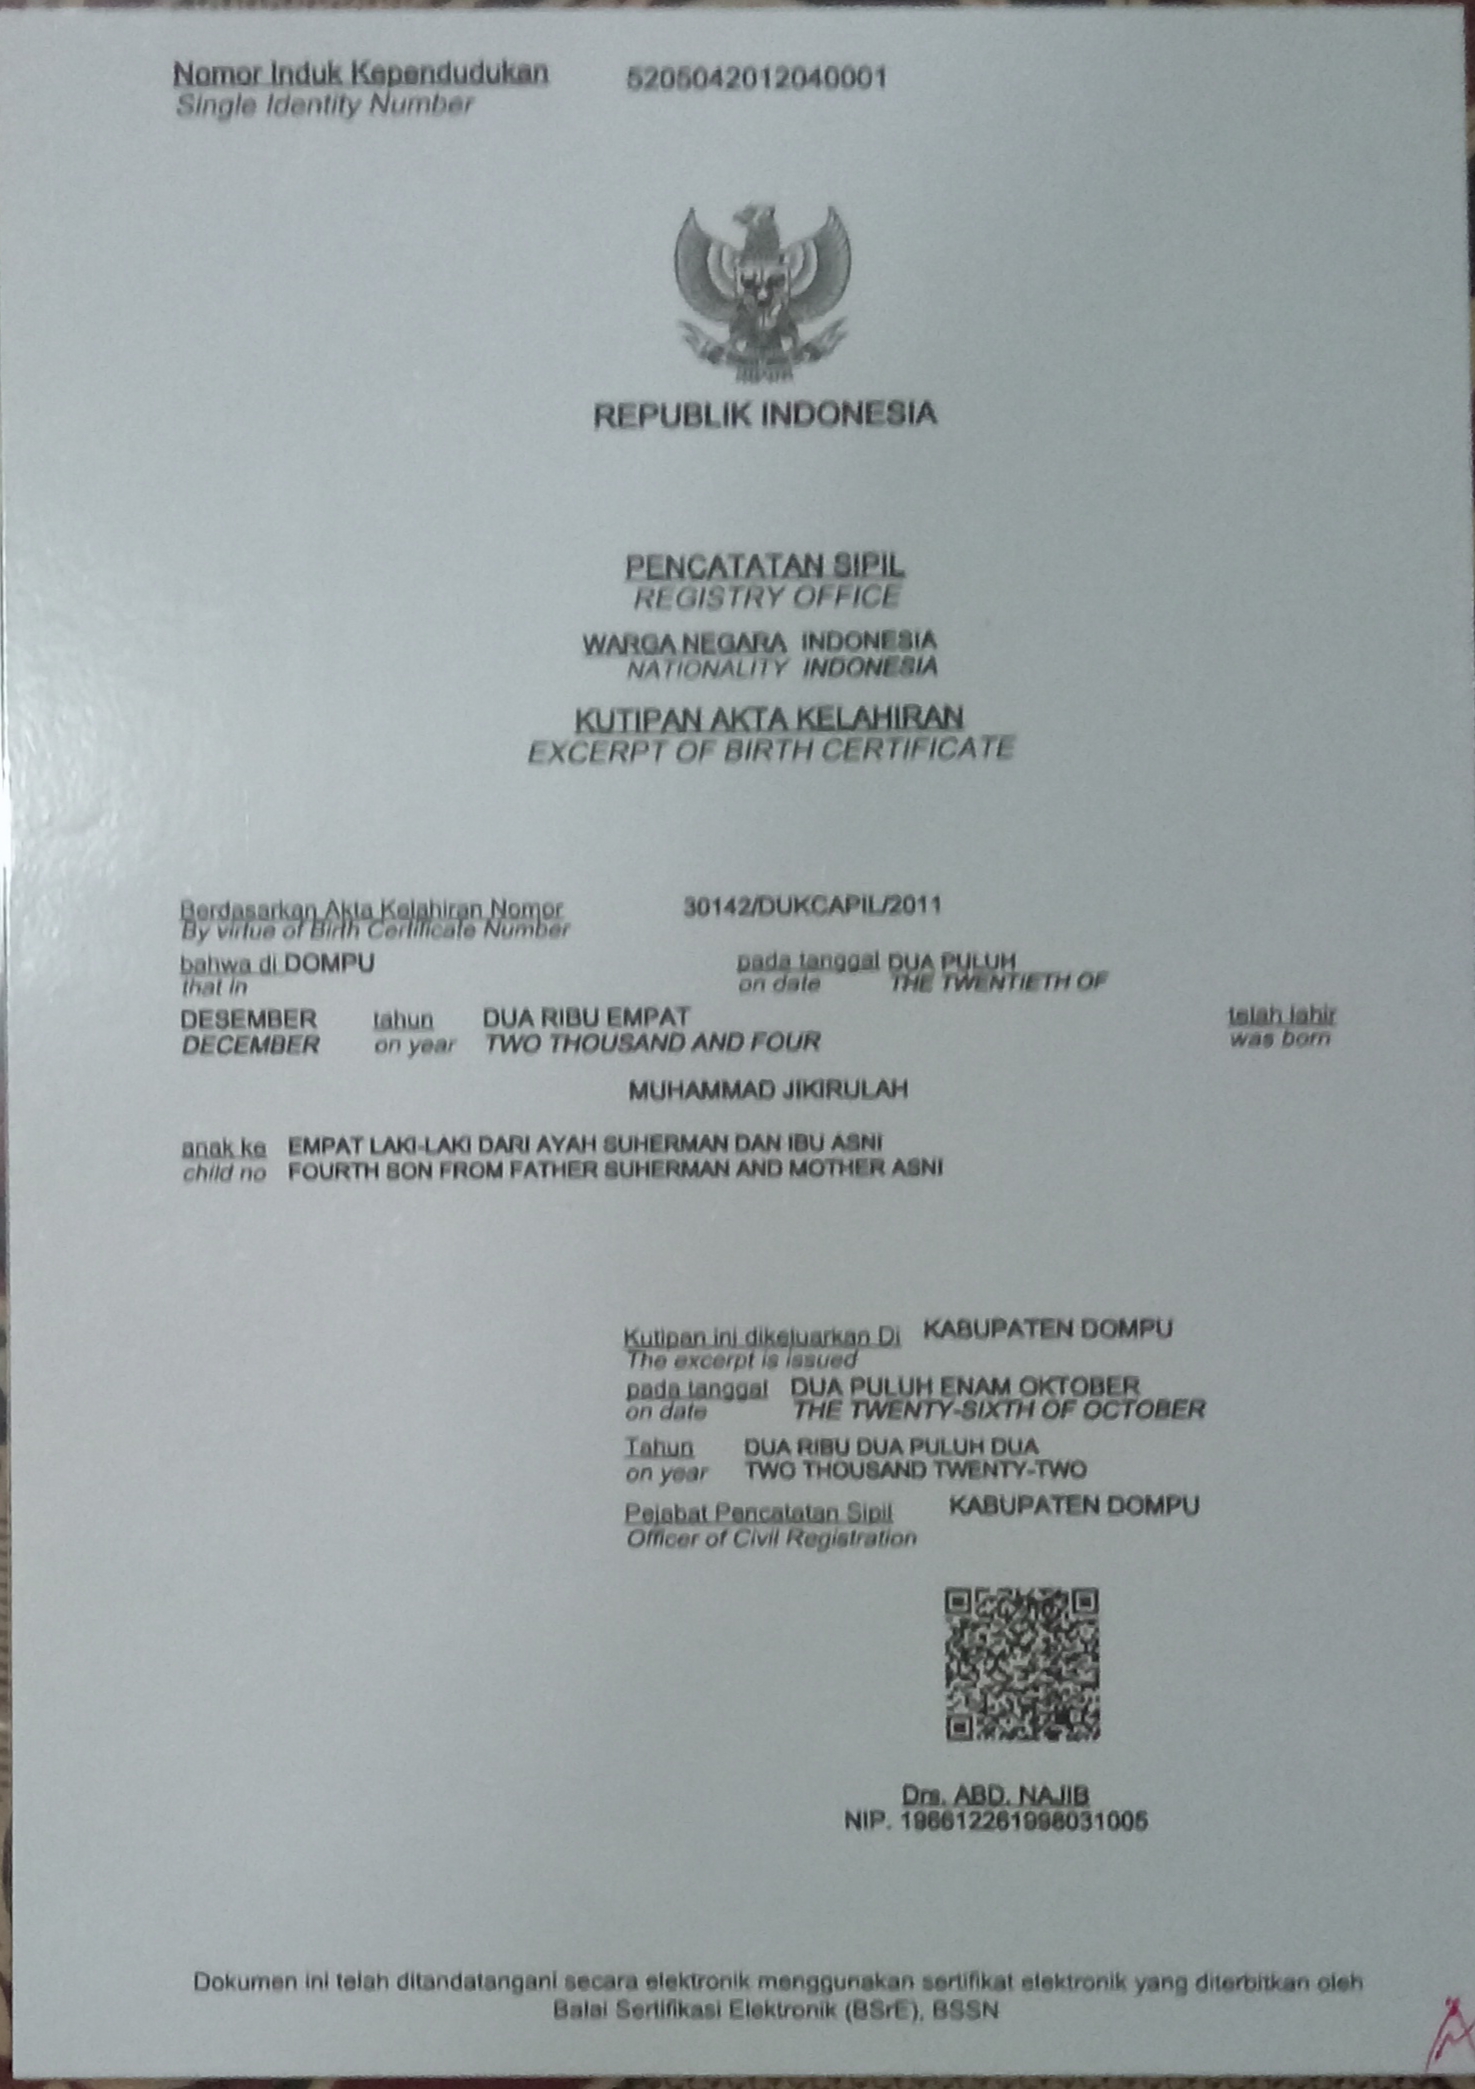 Nomor Induk Kependudukan 5205042012040001
Single Identity Number
REPUBLIK INDONESIA
PENCATATAN SIPIL
REGISTRY OFFICE
WARGA NEGARA INDONESIA
NATIONALITY INDONESIA
KUTIPAN AKTA KELAHIRAN
EXCERPT OF BIRTH CERTIFICATE
Berdasarkan Akta Kelahiran Nomor 30142/DUKCAPIL/2011
By virtue of Birth Certificate Number
bahwa di DOMPU pada tanggal DUA PULUH
that in on date THE TWENTIETH OF
DESEMBER tahun DUA RIBU EMPAT telah lahir
DECEMBER on year TWO THOUSAND AND FOUR was born
MUHAMMAD JIKIRULAH
anak ke EMPAT LAKI-LAKI DARI AYAH SUHERMAN DAN IBU ASNI
child no FOURTH SON FROM FATHER SUHERMAN AND MOTHER ASNI
Kutipan ini dikeluarkan Di KABUPATEN DOMPU
The excerpt is issued
pada tanggal DUA PULUH ENAM OKTOBER
on date THE TWENTY-SIXTH OF OCTOBER
Tahun DUA RIBU DUA PULUH DUA
on year TWO THOUSAND TWENTY-TWO
Pejabat Pencatatan Sipil KABUPATEN DOMPU
Officer of Civil Registration
Drs. ABD. NAJIB
NIP. 196612261998031005
Dokumen ini telah ditandatangani secara elektronik menggunakan sertifikat elektronik yang diterbitkan oleh
Balai Sertifikasi Elektronik (BSrE), BSSN